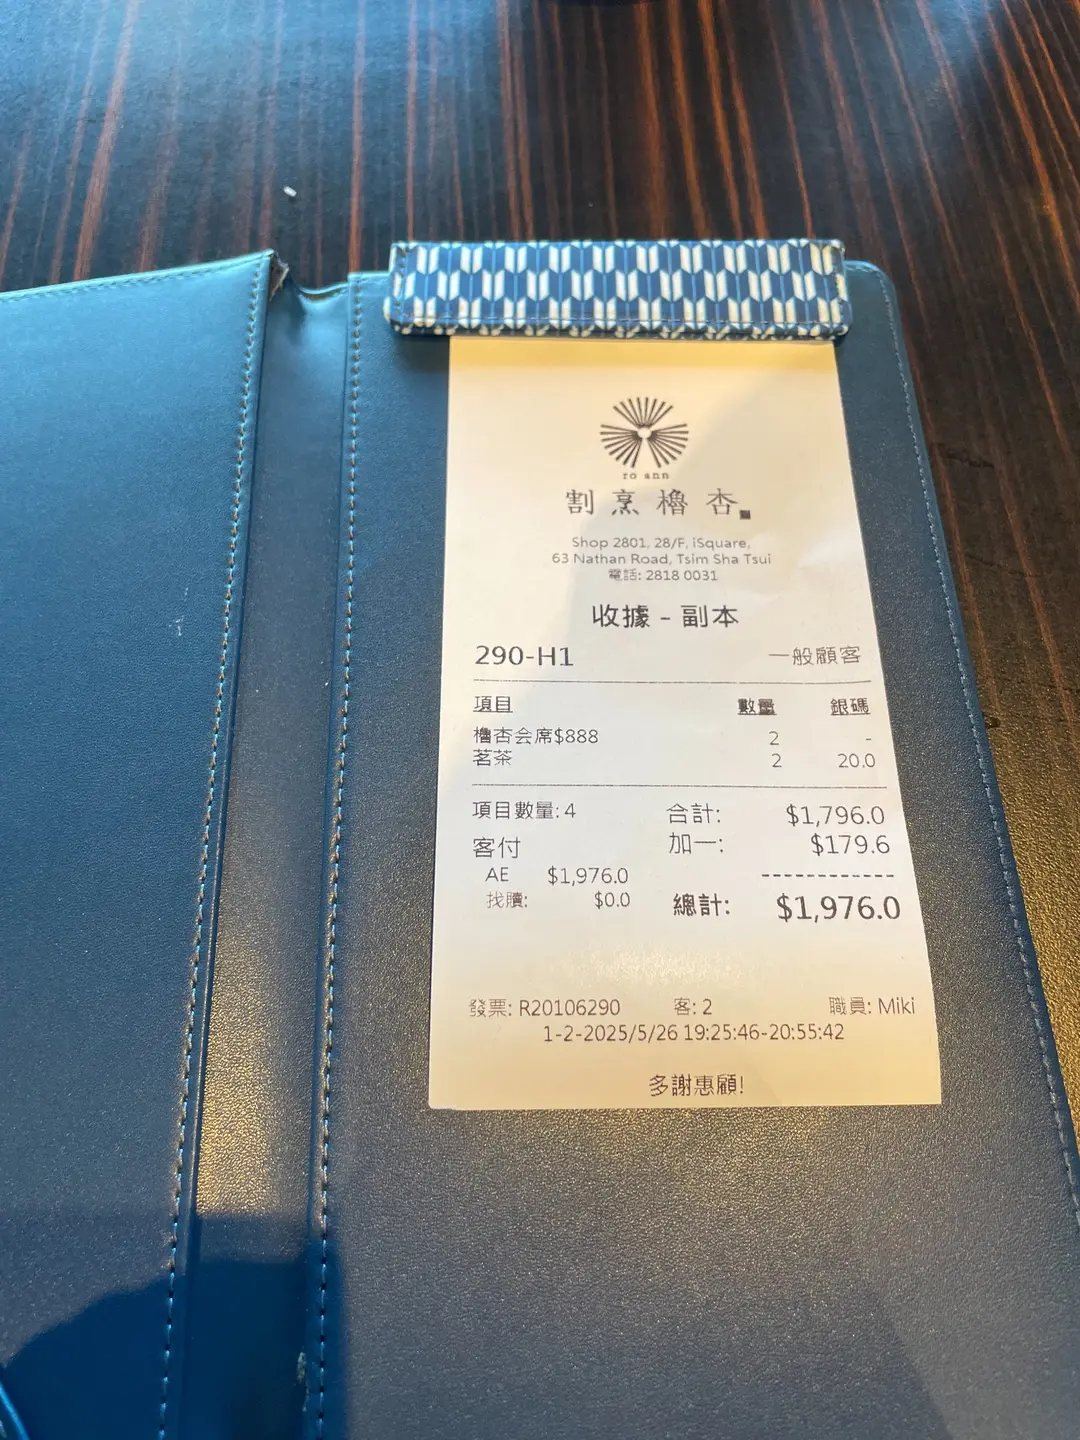 ro ann
割烹櫓杏
Shop 2801, 28/F, iSquare,
63 Nathan Road, Tsim Sha Tsui
電話: 2818 0031
收據 - 副本
290-H1 一般顧客
項目 數量 銀碼
櫓杏会席$888 2 -
茗茶 2 20.0
項目數量: 4 合計: $1,796.0
客付 加一: $179.6
AE $1,976.0 ------------
找贖: $0.0 總計: $1,976.0
發票: R20106290 客: 2 職員: Miki
1-2-2025/5/26 19:25:46-20:55:42
多謝惠顧!